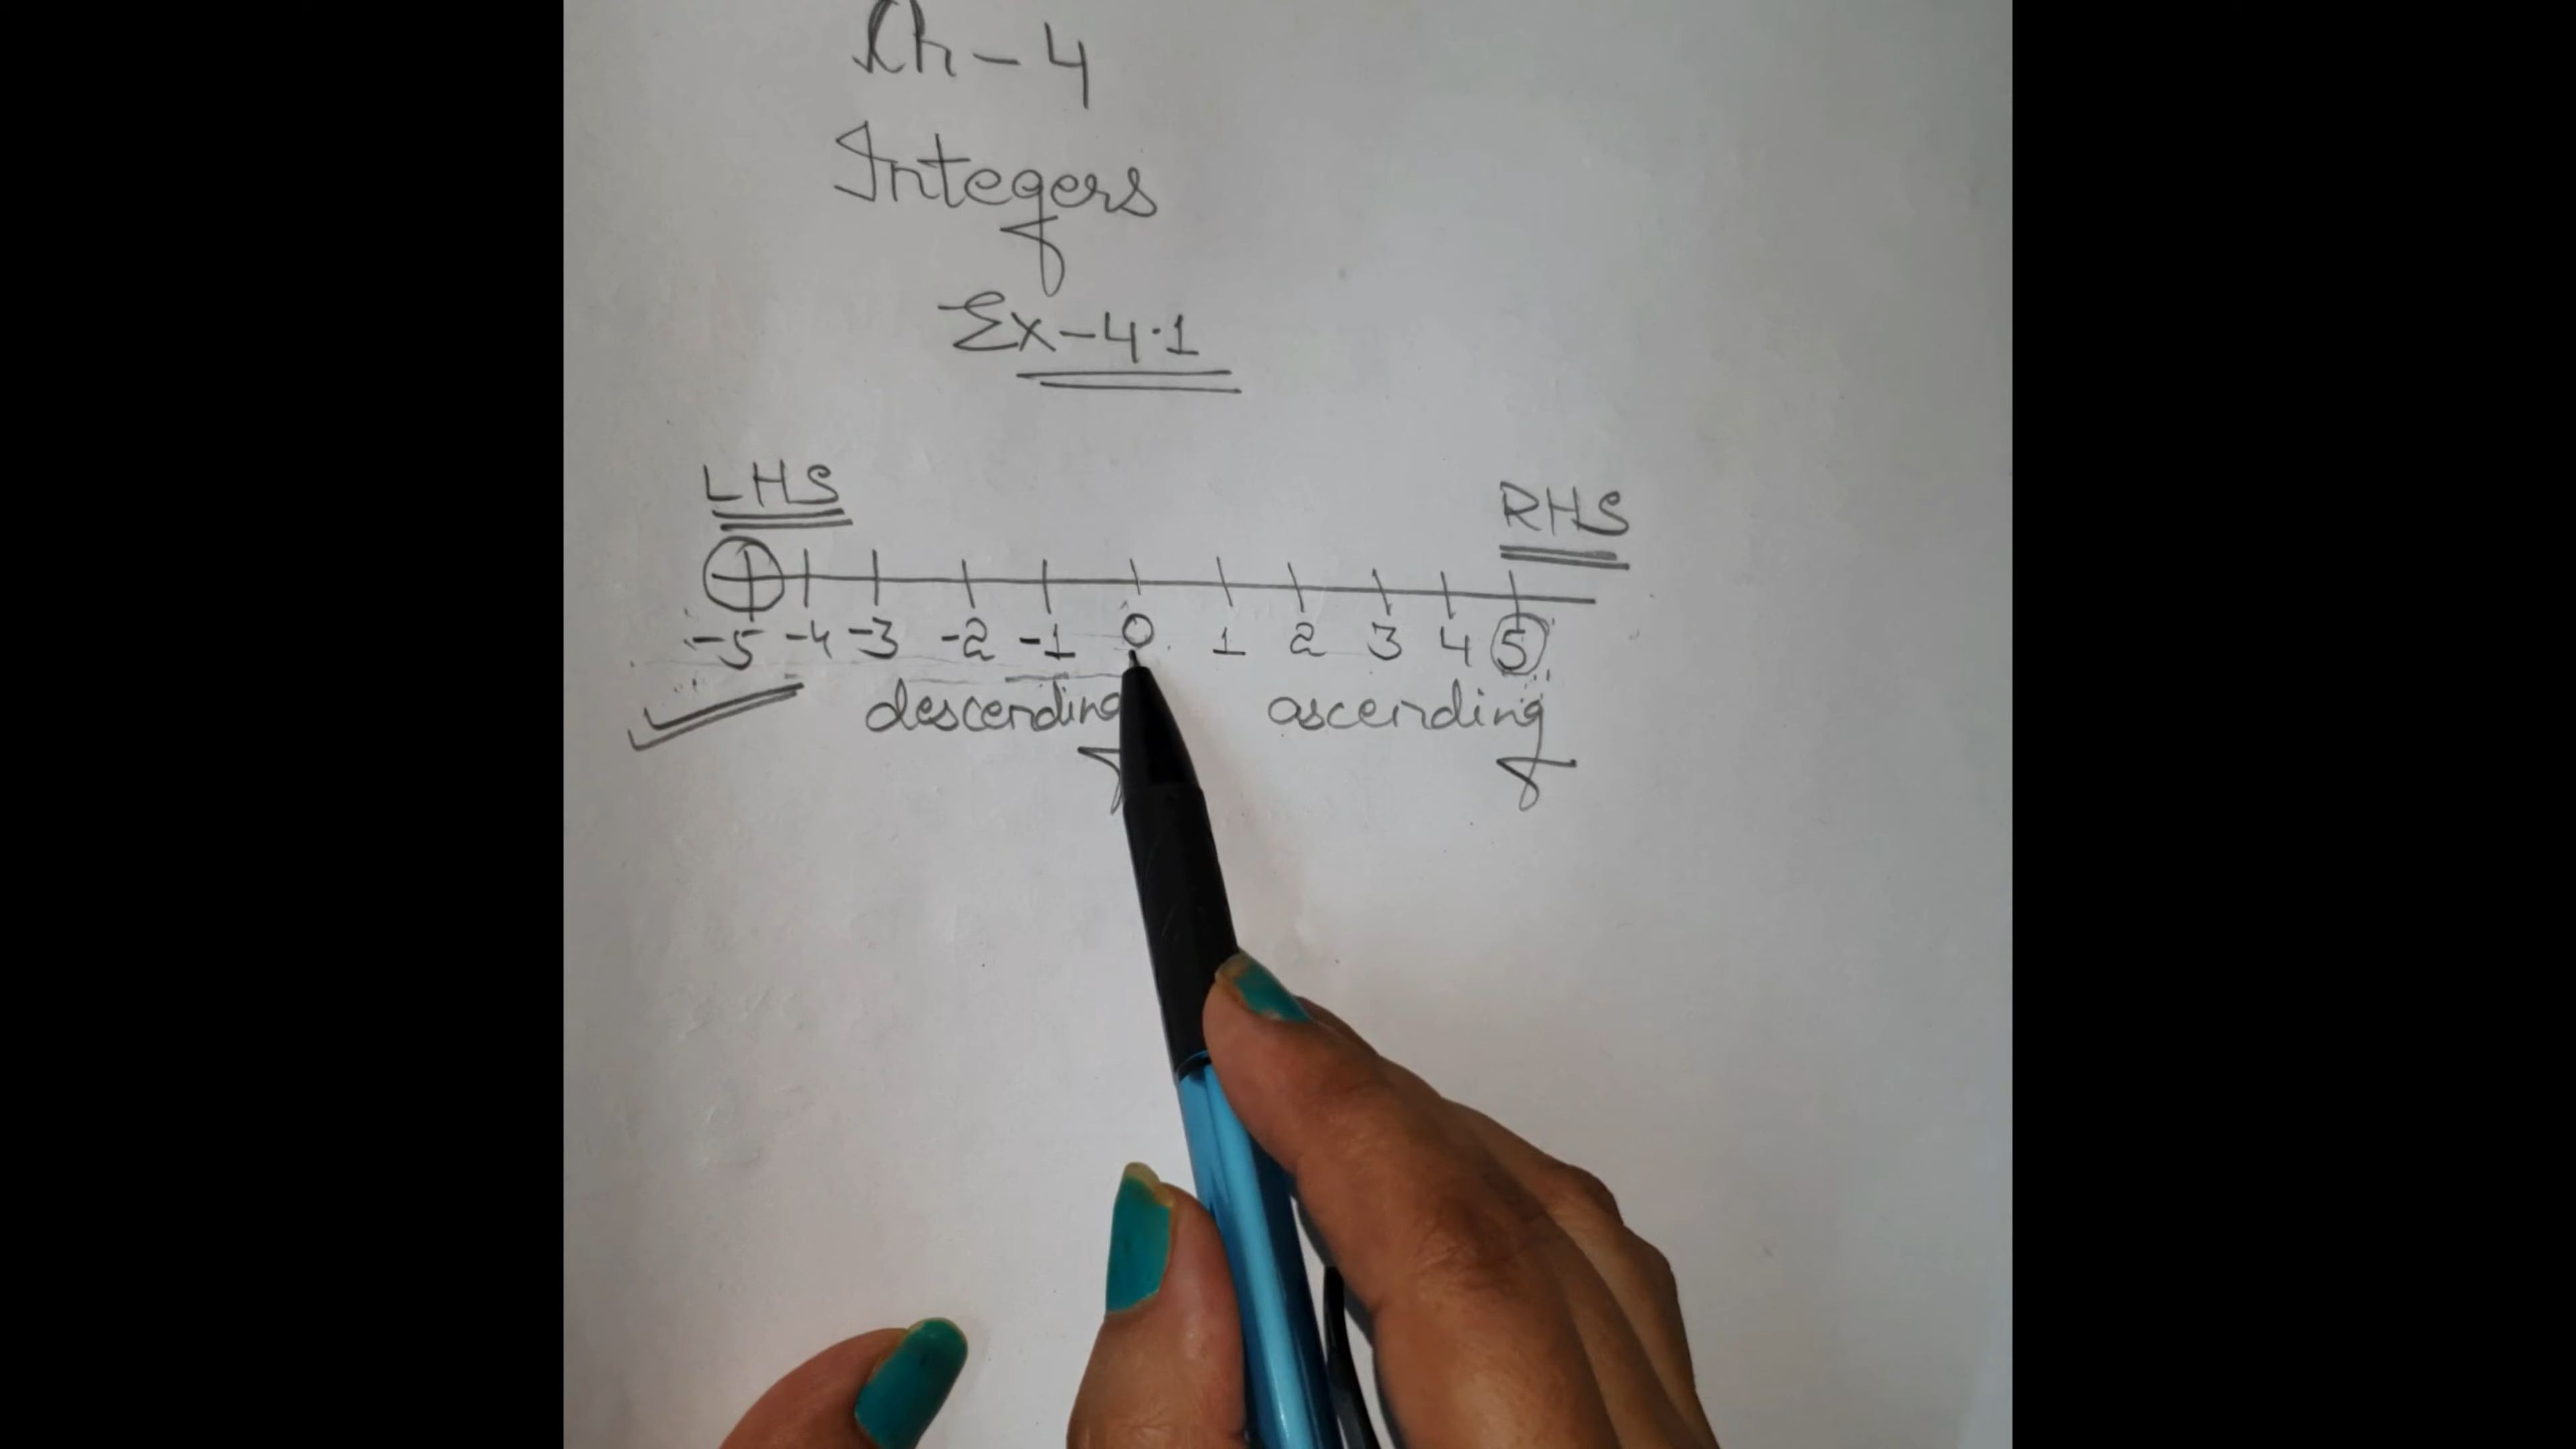 Ch-4
Integers
Ex-4.1
LHS RHS
-5 -4 -3 -2 -1 0 1 2 3 4 5
descending ascending